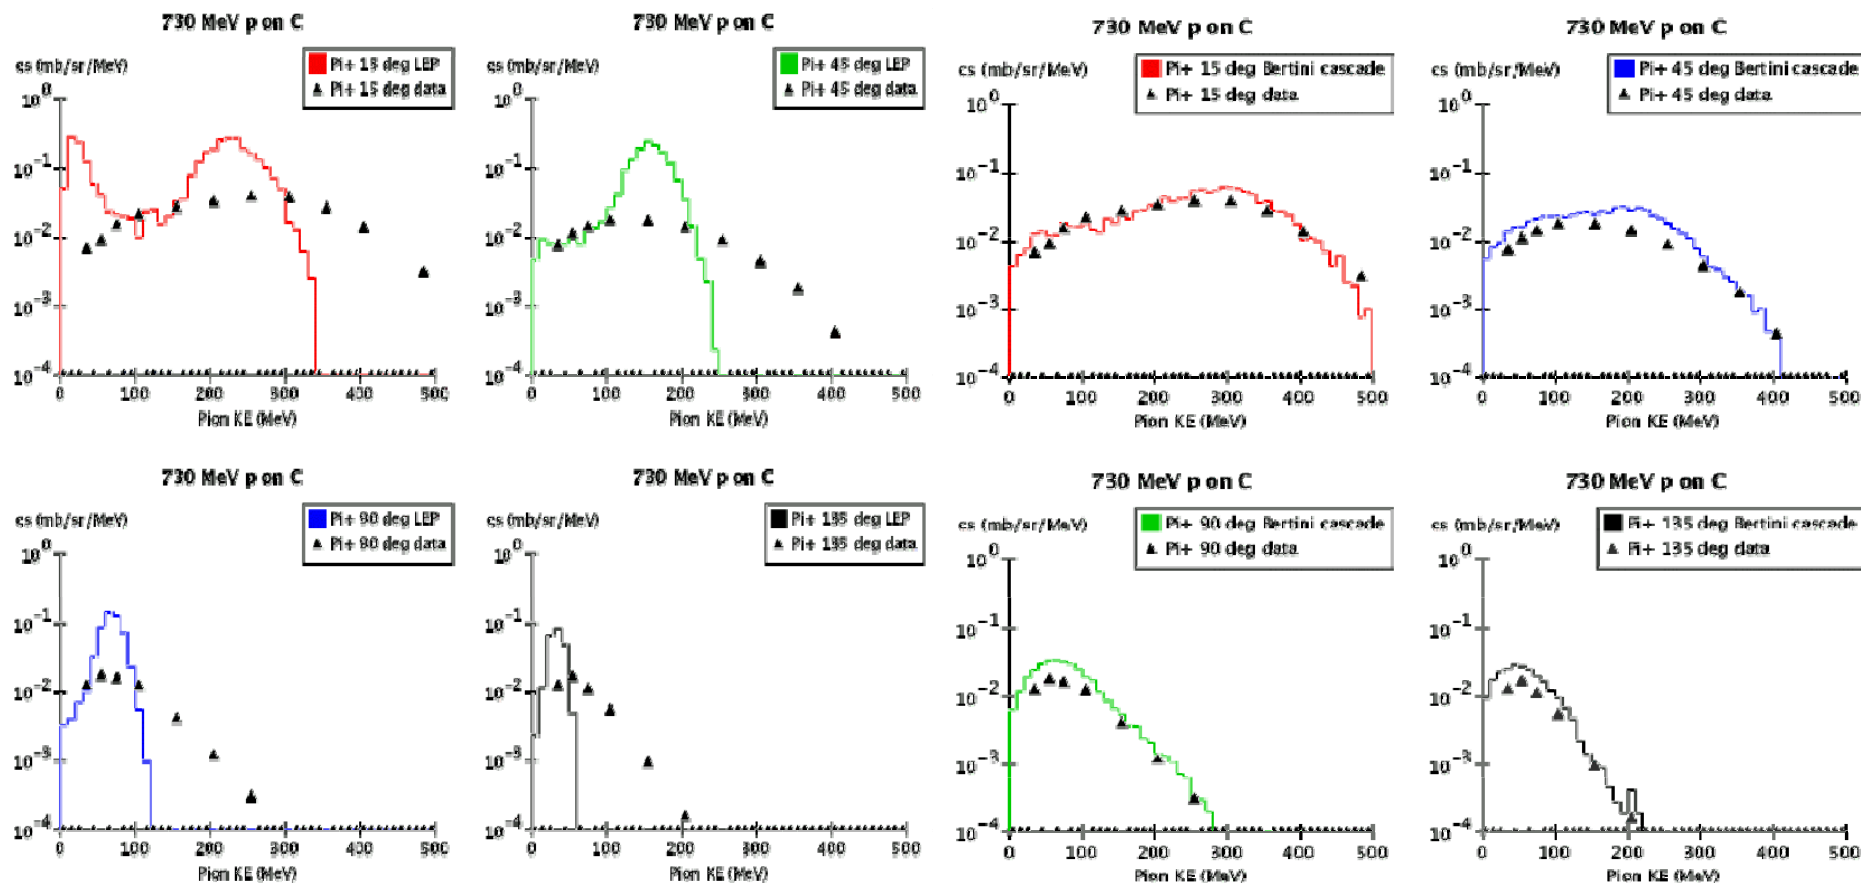 730 MeV p on C
cs (mb/sr/MeV)
Pi+ 15 deg LEP
Pi+ 15 deg data
10^0
10^-1
10^-2
10^-3
10^-4
0 100 200 300 400 500
Pion KE (MeV)
730 MeV p on C
cs (mb/sr/MeV)
Pi+ 45 deg LEP
Pi+ 45 deg data
10^0
10^-1
10^-2
10^-3
10^-4
0 100 200 300 400 500
Pion KE (MeV)
730 MeV p on C
cs (mb/sr/MeV)
Pi+ 15 deg Bertini cascade
Pi+ 15 deg data
10^0
10^-1
10^-2
10^-3
10^-4
0 100 200 300 400 500
Pion KE (MeV)
730 MeV p on C
cs (mb/sr/MeV)
Pi+ 45 deg Bertini cascade
Pi+ 45 deg data
10^0
10^-1
10^-2
10^-3
10^-4
0 100 200 300 400 500
Pion KE (MeV)
730 MeV p on C
cs (mb/sr/MeV)
Pi+ 90 deg LEP
Pi+ 90 deg data
10^0
10^-1
10^-2
10^-3
10^-4
0 100 200 300 400 500
Pion KE (MeV)
730 MeV p on C
cs (mb/sr/MeV)
Pi+ 135 deg LEP
Pi+ 135 deg data
10^0
10^-1
10^-2
10^-3
10^-4
0 100 200 300 400 500
Pion KE (MeV)
730 MeV p on C
cs (mb/sr/MeV)
Pi+ 90 deg Bertini cascade
Pi+ 90 deg data
10^0
10^-1
10^-2
10^-3
10^-4
0 100 200 300 400 500
Pion KE (MeV)
730 MeV p on C
cs (mb/sr/MeV)
Pi+ 135 deg Bertini cascade
Pi+ 135 deg data
10^0
10^-1
10^-2
10^-3
10^-4
0 100 200 300 400 500
Pion KE (MeV)